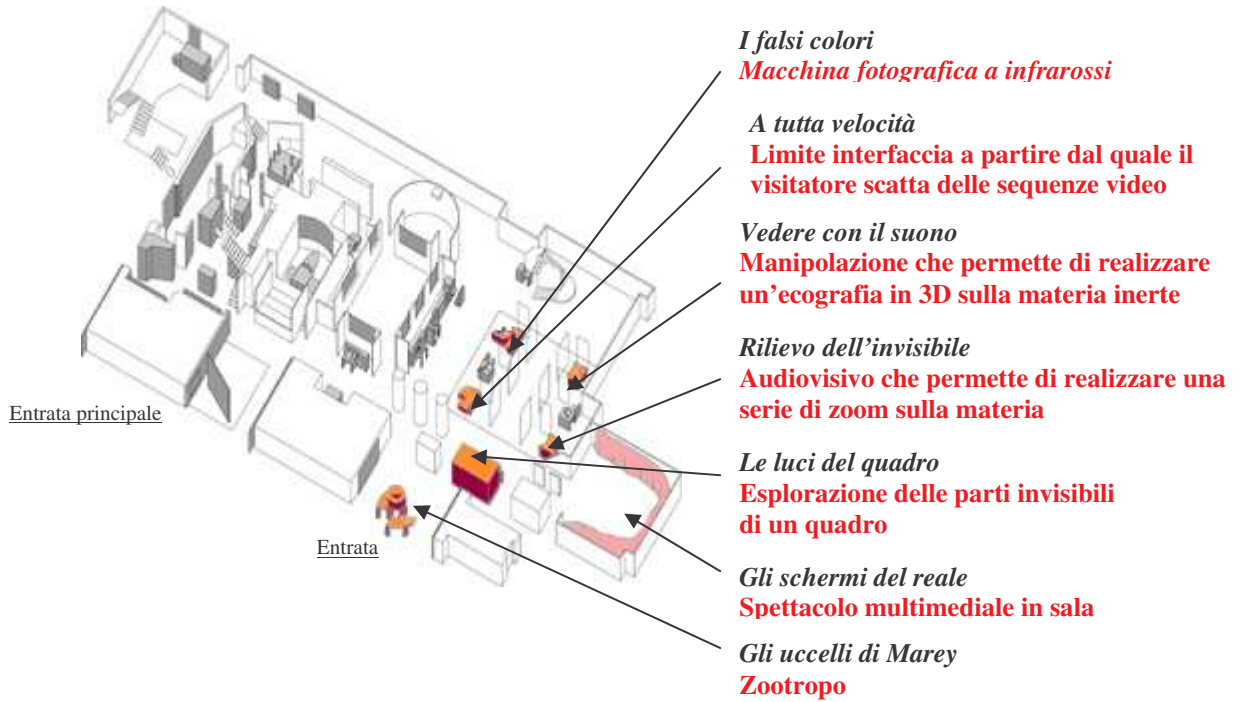 I falsi colori
Macchina fotografica a infrarossi
A tutta velocità
Limite interfaccia a partire dal quale il
visitatore scatta delle sequenze video
Vedere con il suono
Manipolazione che permette di realizzare
un’ecografia in 3D sulla materia inerte
Rilievo dell’invisibile
Audiovisivo che permette di realizzare una
serie di zoom sulla materia
Entrata principale
Le luci del quadro
Esplorazione delle parti invisibili
di un quadro
Entrata
Gli schermi del reale
Spettacolo multimediale in sala
Gli uccelli di Marey
Zootropo